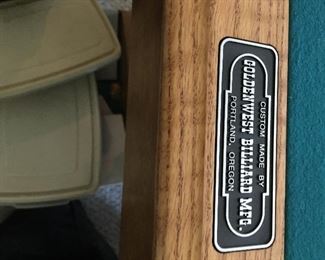 CUSTOM MADE BY
GOLDENWEST BILLIARD MFG.
PORTLAND, OREGON